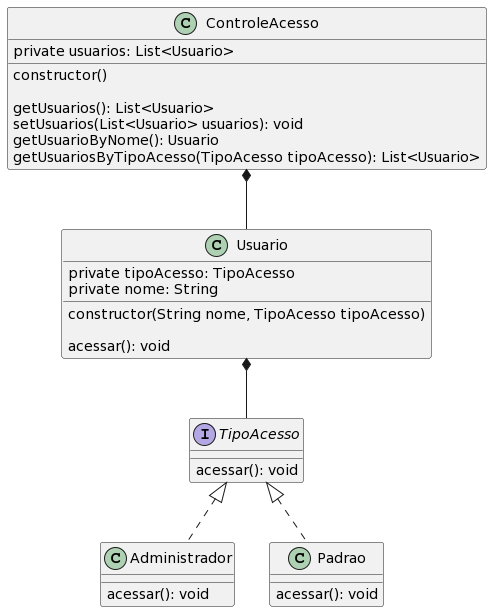 C ControleAcesso
private usuarios: List<Usuario>
constructor()
getUsuarios(): List<Usuario>
setUsuarios(List<Usuario> usuarios): void
getUsuarioByNome(): Usuario
getUsuariosByTipoAcesso(TipoAcesso tipoAcesso): List<Usuario>
C Usuario
private tipoAcesso: TipoAcesso
private nome: String
constructor(String nome, TipoAcesso tipoAcesso)
acessar(): void
I TipoAcesso
acessar(): void
C Administrador
acessar(): void
C Padrao
acessar(): void